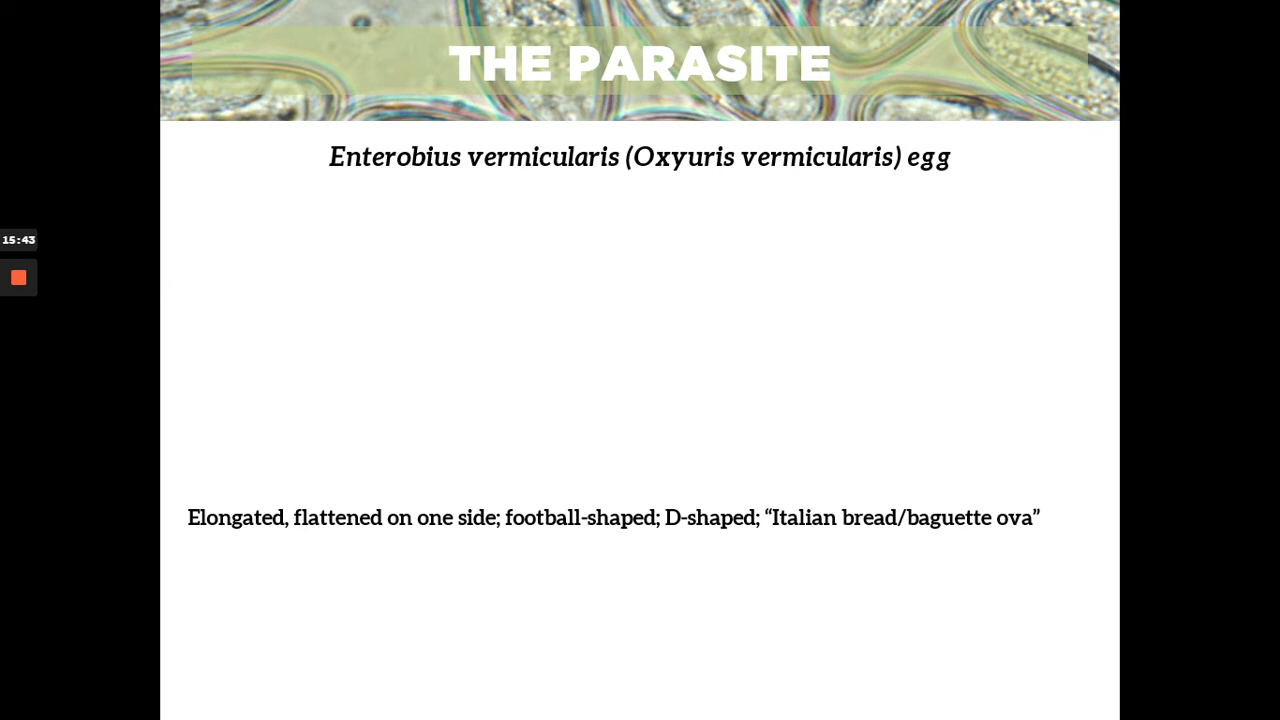 THE PARASITE
Enterobius vermicularis (Oxyuris vermicularis) egg
15:43
Elongated, flattened on one side; football-shaped; D-shaped; “Italian bread/baguette ova”